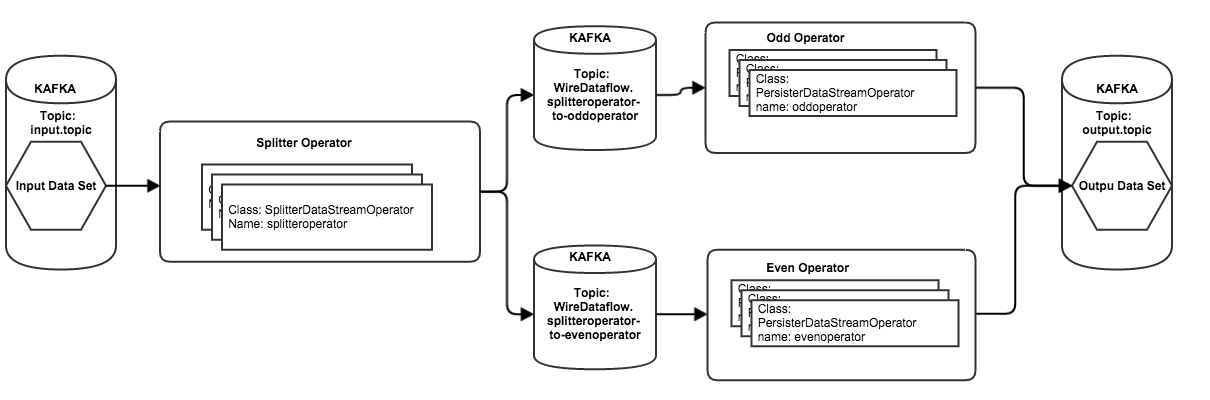 KAFKA
Topic:
input.topic
Input Data Set
Splitter Operator
Class: SplitterDataStreamOperator
Name: splitteroperator
KAFKA
Topic:
WireDataflow.
splitteroperator-
to-oddoperator
Odd Operator
Class:
Class:
Class:
PersisterDataStreamOperator
name: oddoperator
KAFKA
Topic:
WireDataflow.
splitteroperator-
to-evenoperator
Even Operator
Class:
Class:
Class:
PersisterDataStreamOperator
name: evenoperator
KAFKA
Topic:
output.topic
Outpu Data Set